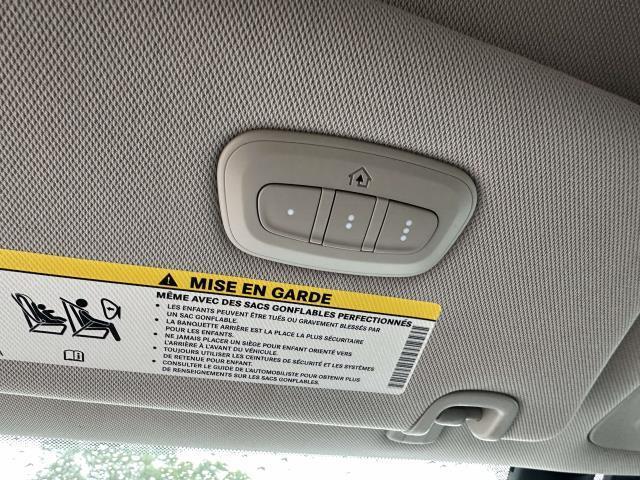 MISE EN GARDE
MÊME AVEC DES SACS GONFLABLES PERFECTIONNÉS
• LES ENFANTS PEUVENT ÊTRE TUÉS OU GRAVEMENT BLESSÉS PAR
UN SAC GONFLABLE.
• LA BANQUETTE ARRIÈRE EST LA PLACE LA PLUS SÉCURITAIRE
POUR LES ENFANTS.
• NE JAMAIS PLACER UN SIÈGE POUR ENFANT ORIENTÉ VERS
L'ARRIÈRE À L'AVANT DU VÉHICULE.
• TOUJOURS UTILISER LES CEINTURES DE SÉCURITÉ ET LES SYSTÈMES
DE RETENUE POUR ENFANT.
• CONSULTER LE GUIDE DE L'AUTOMOBILISTE POUR OBTENIR PLUS
DE RENSEIGNEMENTS SUR LES SACS GONFLABLES.